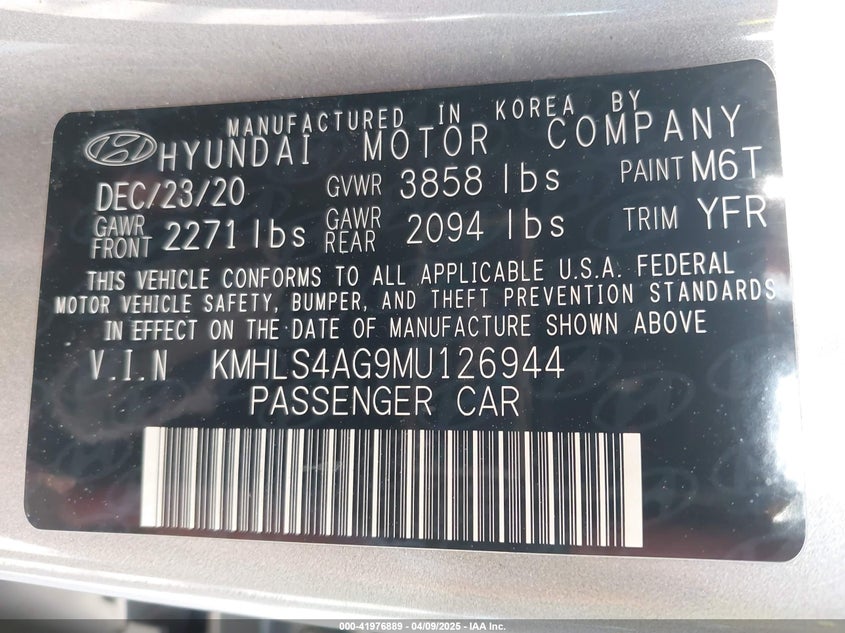 MANUFACTURED IN KOREA BY
HYUNDAI MOTOR COMPANY
DEC/23/20 GVWR 3858 lbs PAINT M6T
GAWR FRONT 2271 lbs GAWR REAR 2094 lbs TRIM YFR
THIS VEHICLE CONFORMS TO ALL APPLICABLE U.S.A. FEDERAL
MOTOR VEHICLE SAFETY, BUMPER, AND THEFT PREVENTION STANDARDS
IN EFFECT ON THE DATE OF MANUFACTURE SHOWN ABOVE
V.I.N KMHLS4AG9MU126944
PASSENGER CAR
000-41976889 - 04/09/2025 - IAA Inc.